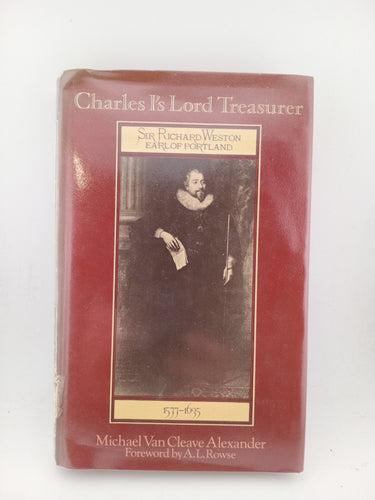 Charles I's Lord Treasurer
SIR RICHARD WESTON
EARL OF PORTLAND
1577-1635
Michael Van Cleave Alexander
Foreword by A.L. Rowse